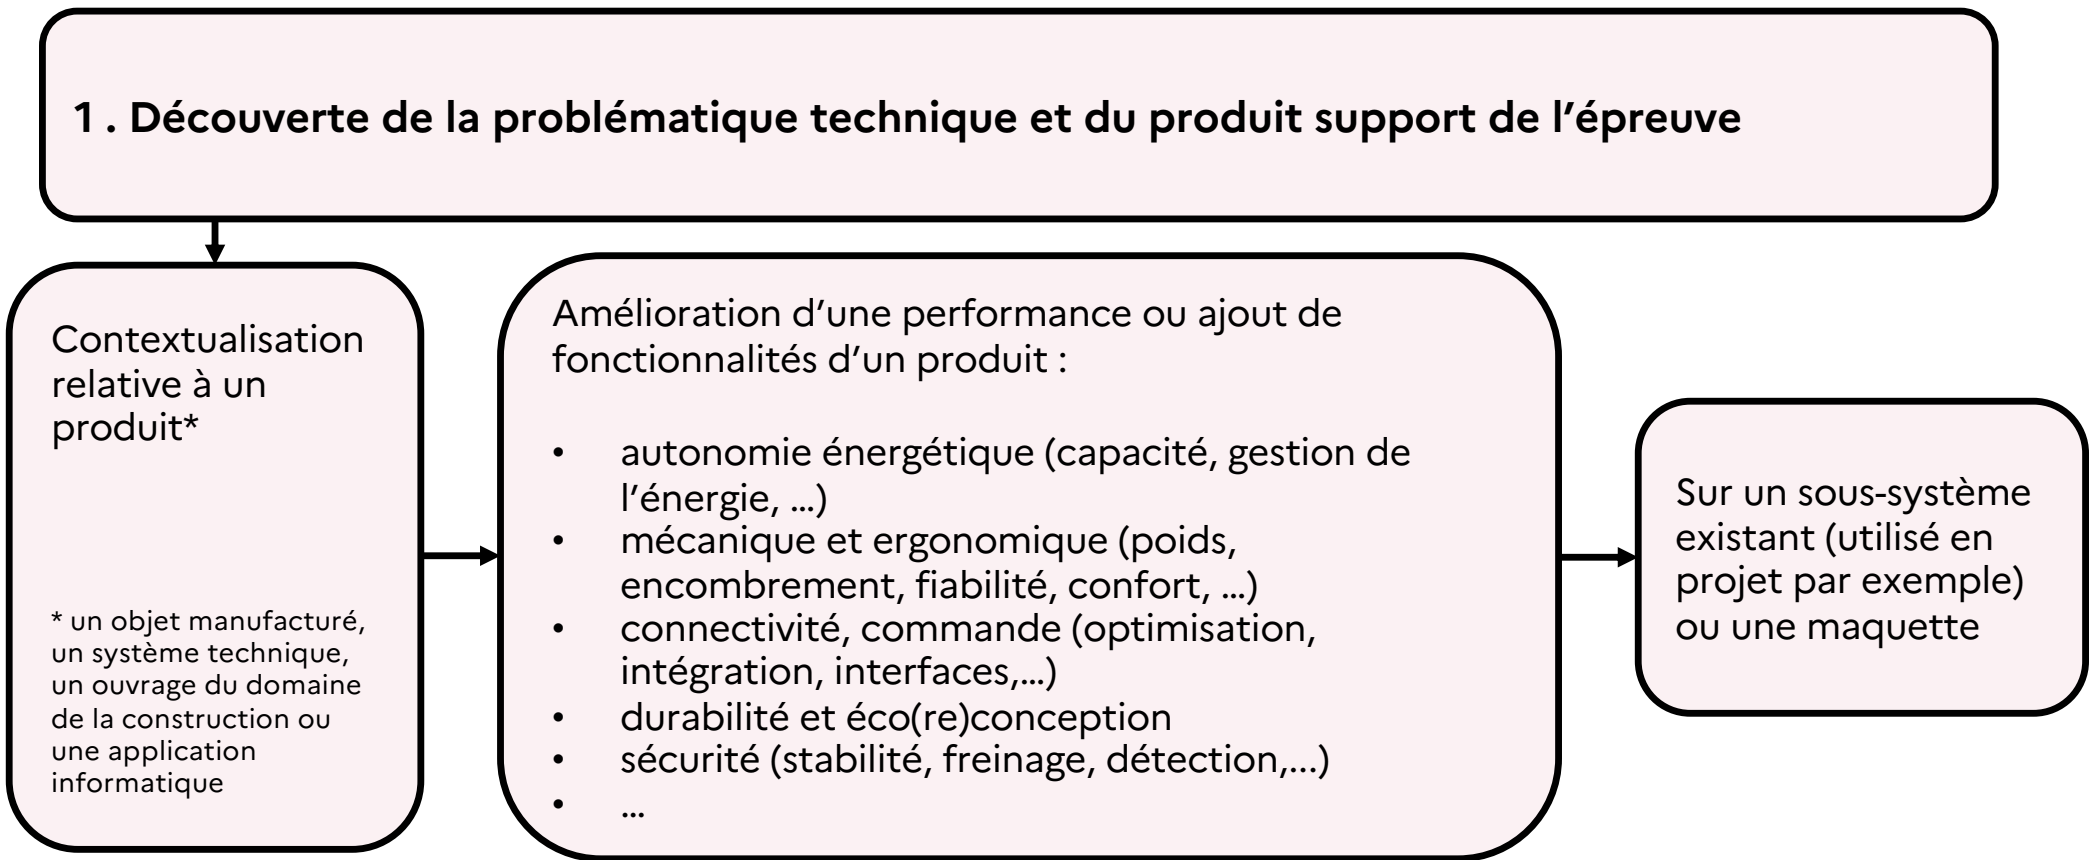 1 . Découverte de la problématique technique et du produit support de l’épreuve
Contextualisation
relative à un
produit*
* un objet manufacturé,
un système technique,
un ouvrage du domaine
de la construction ou
une application
informatique
Amélioration d’une performance ou ajout de
fonctionnalités d’un produit :
• autonomie énergétique (capacité, gestion de
l’énergie, …)
• mécanique et ergonomique (poids,
encombrement, fiabilité, confort, …)
• connectivité, commande (optimisation,
intégration, interfaces,…)
• durabilité et éco(re)conception
• sécurité (stabilité, freinage, détection,...)
• …
Sur un sous-système
existant (utilisé en
projet par exemple)
ou une maquette